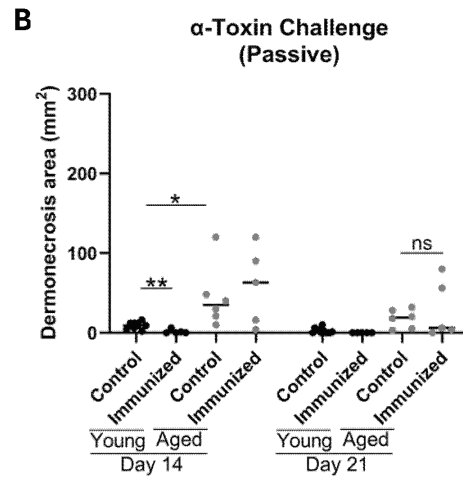 B
α-Toxin Challenge
(Passive)
Dermonecrosis area (mm²)
300
200
100
0
*
**
ns
Control
Immunized
Control
Immunized
Control
Immunized
Control
Immunized
Young Aged Young Aged
Day 14 Day 21